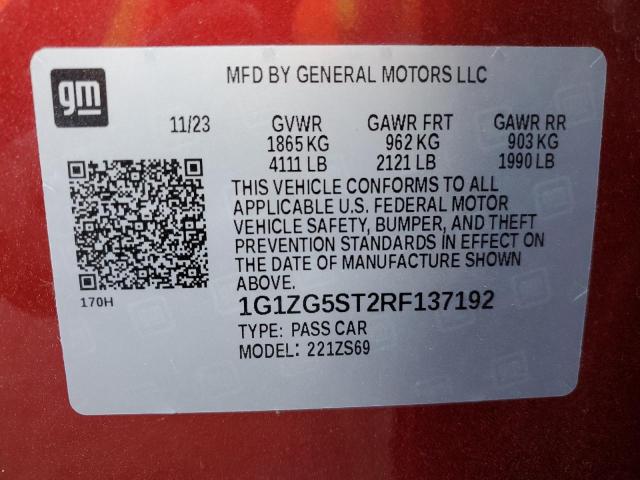 gm
MFD BY GENERAL MOTORS LLC
11/23 GVWR GAWR FRT GAWR RR
1865 KG 962 KG 903 KG
4111 LB 2121 LB 1990 LB
THIS VEHICLE CONFORMS TO ALL
APPLICABLE U.S. FEDERAL MOTOR
VEHICLE SAFETY, BUMPER, AND THEFT
PREVENTION STANDARDS IN EFFECT ON
THE DATE OF MANUFACTURE SHOWN
ABOVE.
170H
1G1ZG5ST2RF137192
TYPE: PASS CAR
MODEL: 221ZS69